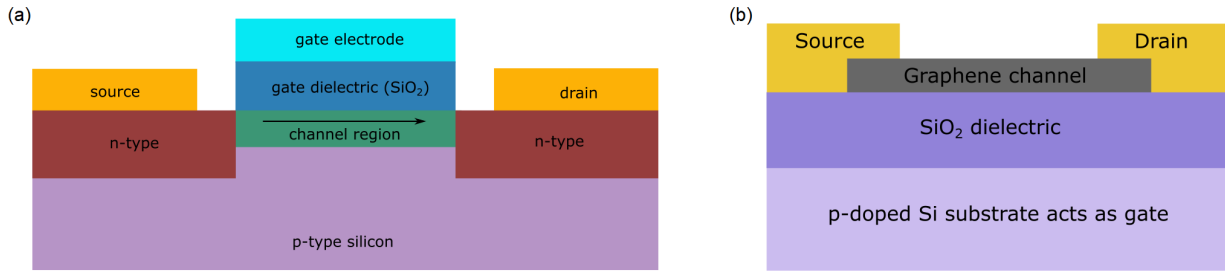 (a)
gate electrode
source
gate dielectric (SiO₂)
drain
channel region
n-type
n-type
p-type silicon
(b)
Source
Drain
Graphene channel
SiO₂ dielectric
p-doped Si substrate acts as gate